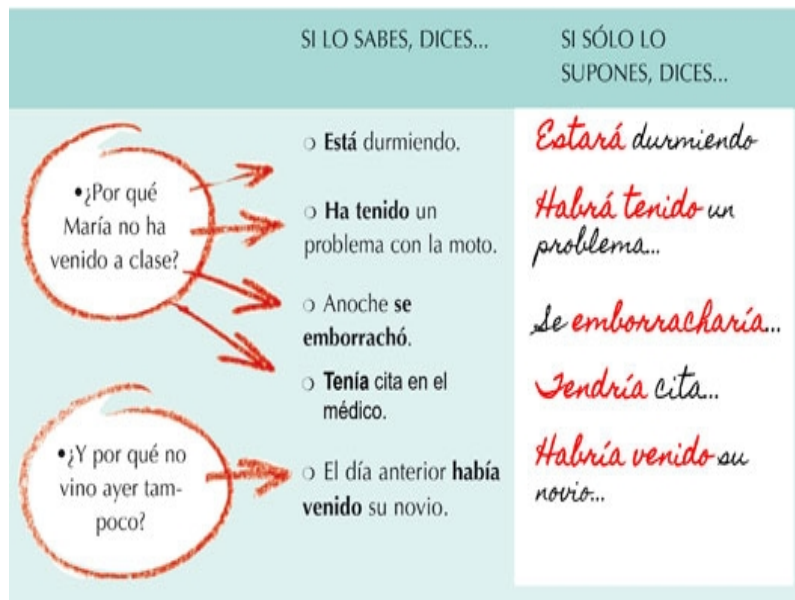 SI LO SABES, DICES...
SI SÓLO LO
SUPONES, DICES...
•¿Por qué
María no ha
venido a clase?
❍ Está durmiendo.
❍ Ha tenido un
problema con la moto.
❍ Anoche se
emborrachó.
❍ Tenía cita en el
médico.
Estará durmiendo
Habrá tenido un
problema...
Se emborracharía...
Tendría cita...
•¿Y por qué no
vino ayer tam-
poco?
❍ El día anterior había
venido su novio.
Habría venido su
novio...